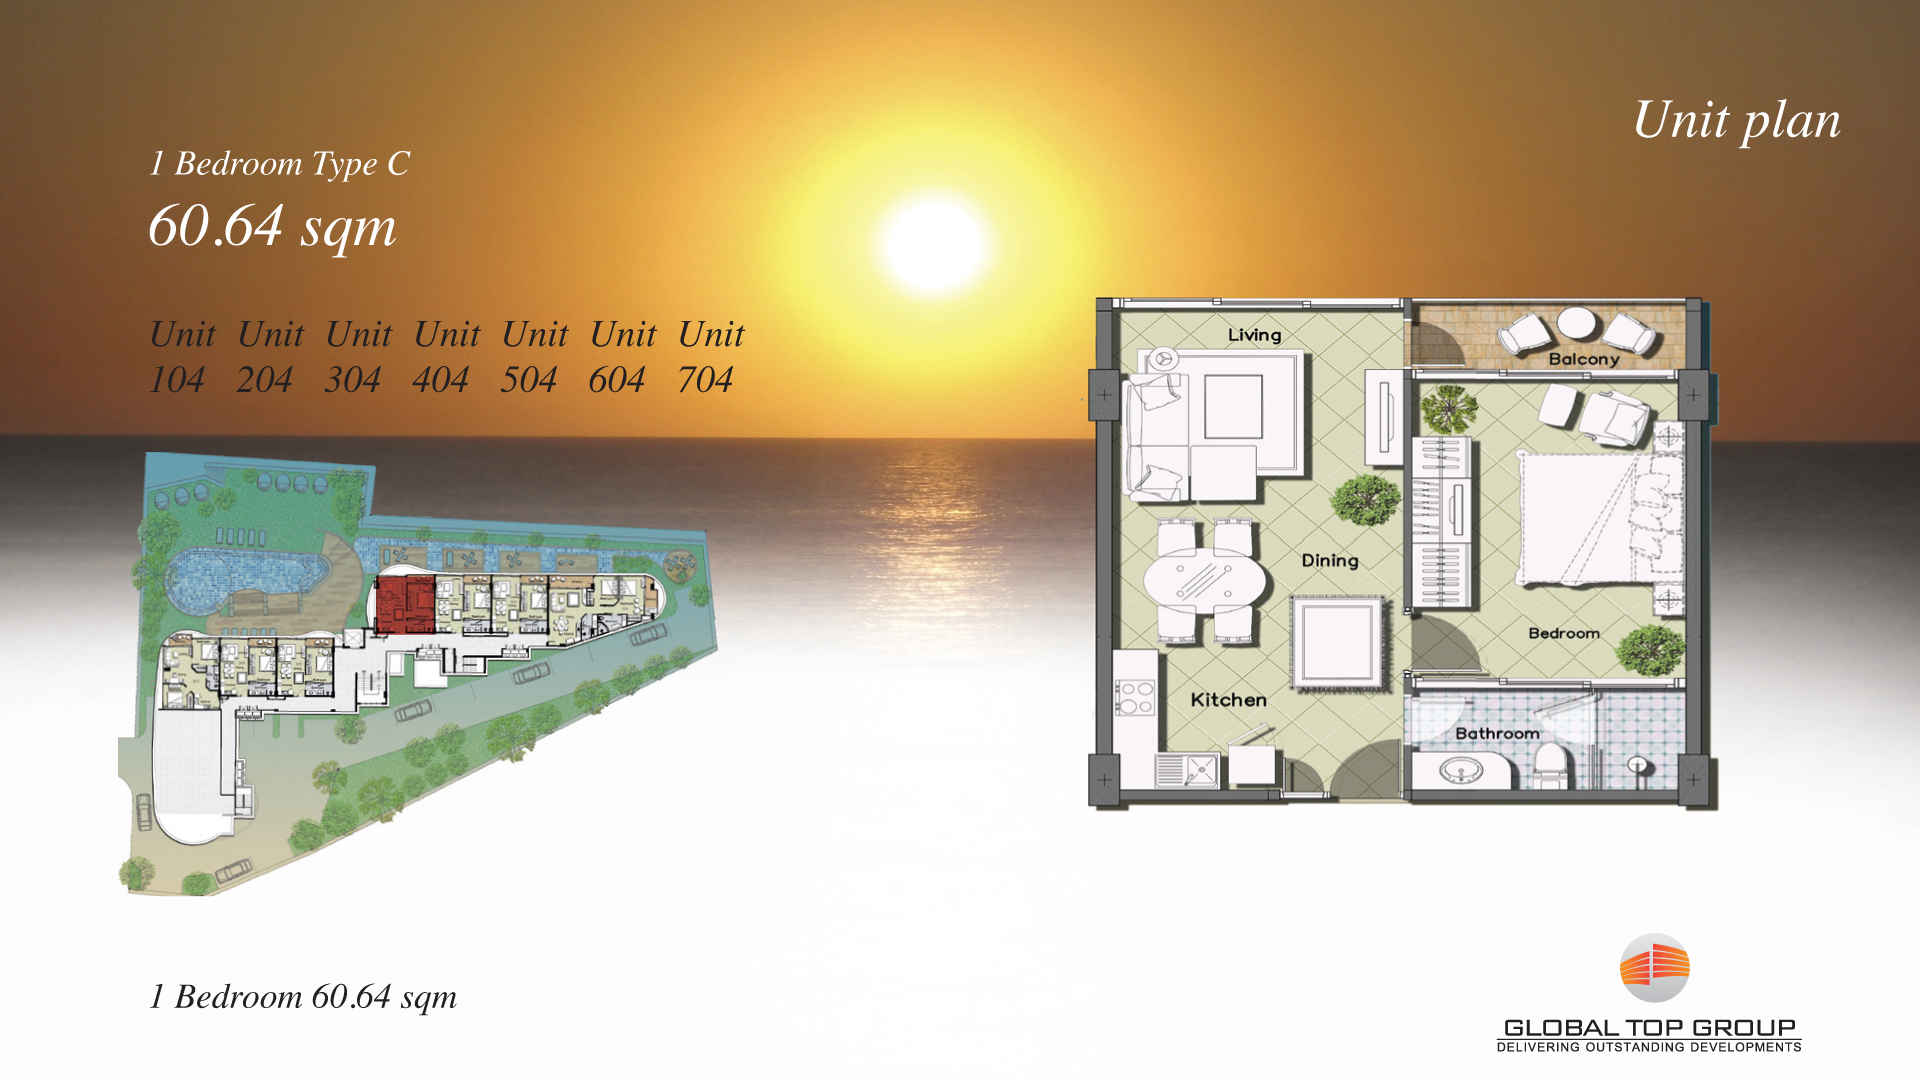 Unit plan
1 Bedroom Type C
60.64 sqm
Unit Unit Unit Unit Unit Unit Unit
104 204 304 404 504 604 704
Living
Balcony
Dining
Bedroom
Kitchen
Bathroom
1 Bedroom 60.64 sqm
GLOBAL TOP GROUP
DELIVERING OUTSTANDING DEVELOPMENTS